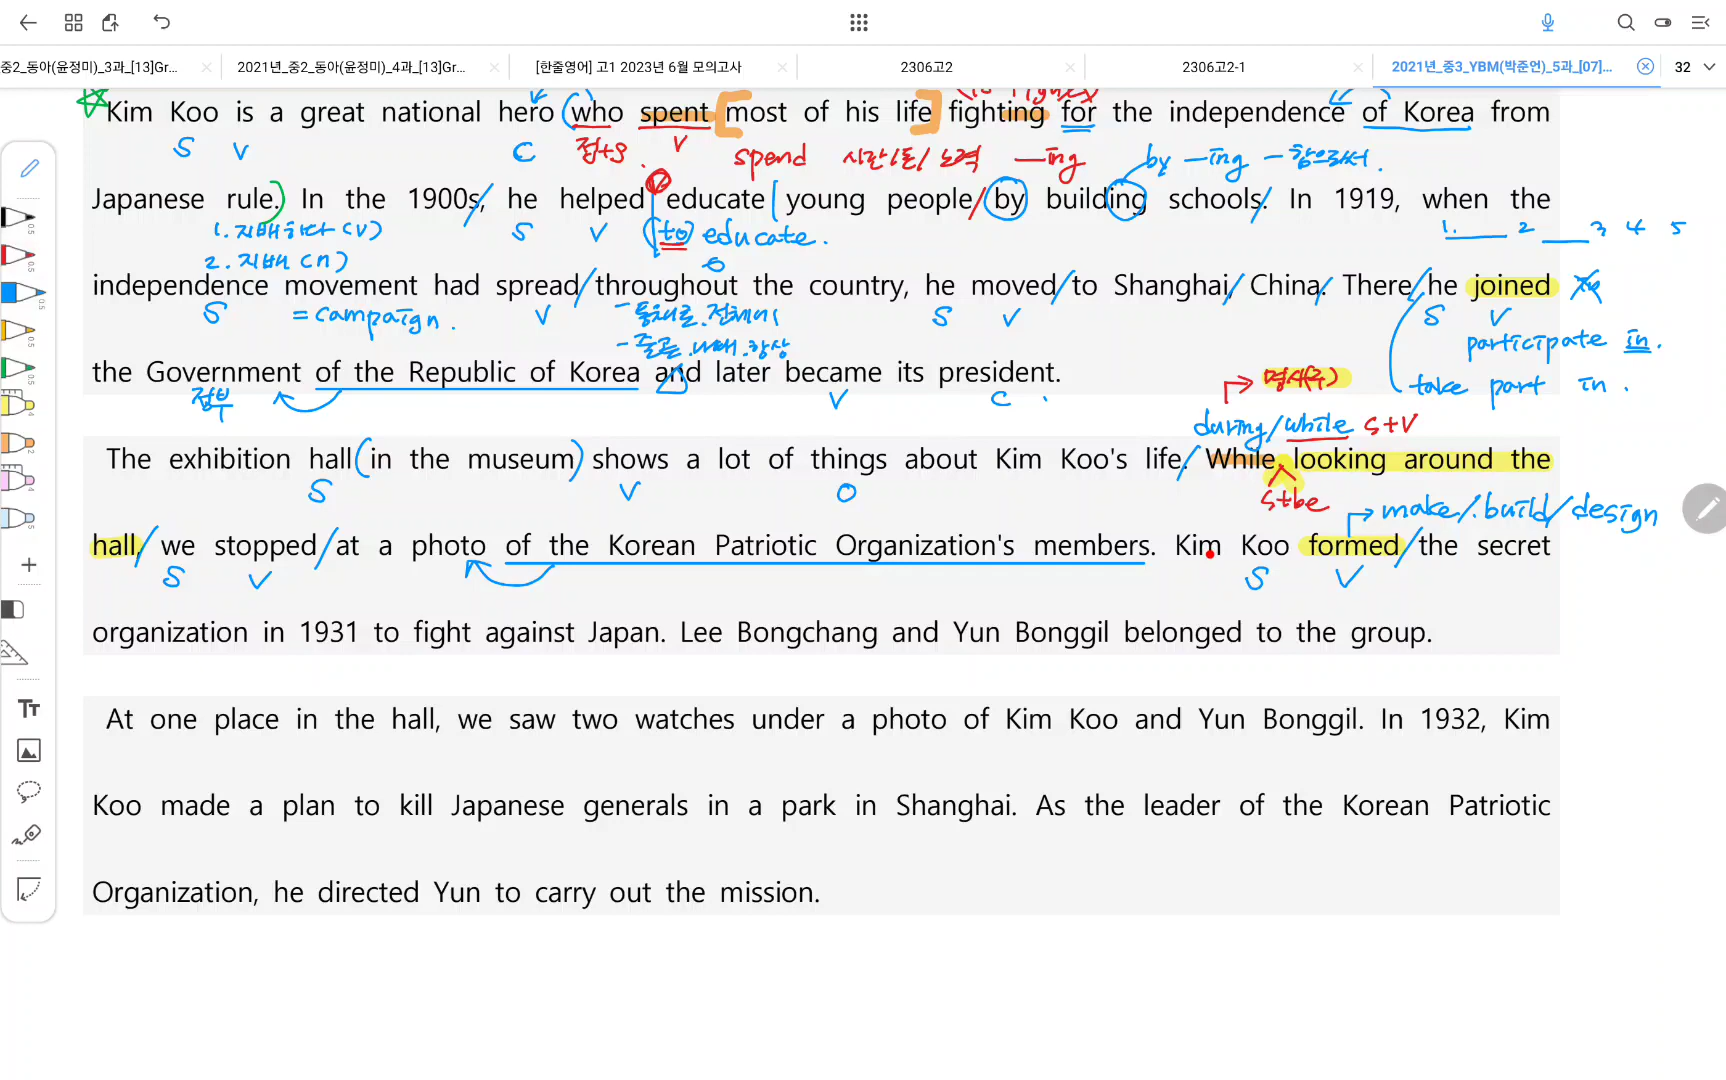 중2_동아(윤정미)_3과_[13]Gr... 2021년_중2_동아(윤정미)_4과_[13]Gr... [한줄영어] 고1 2023년 6월 모의고사 2306고2 2306고2-1 2021년_중3_YBM(박준언)_5과_[07]... 32
Kim Koo is a great national hero who spent most of his life fighting for the independence of Korea from
S V C V spend 시간/돈/노력 —ing by —ing – 함으로써.
Japanese rule. In the 1900s, he helped educate young people by building schools. In 1919, when the
1. 지배하다 (V) S V (to) educate. 1. 2 3 4 5
2. 지배 (n) O
independence movement had spread throughout the country, he moved to Shanghai, China. There he joined in
S = campaign. V – 통채로. 전체에 S V S V
– 줄곧. 내내. 항상 participate in.
the Government of the Republic of Korea and later became its president. 명사(구) take part in.
정부 V C
during/while S+V
The exhibition hall (in the museum) shows a lot of things about Kim Koo's life. While looking around the
S V O S+be
make/build/design
hall, we stopped at a photo of the Korean Patriotic Organization's members. Kim Koo formed the secret
S V S V
organization in 1931 to fight against Japan. Lee Bongchang and Yun Bonggil belonged to the group.
At one place in the hall, we saw two watches under a photo of Kim Koo and Yun Bonggil. In 1932, Kim
Koo made a plan to kill Japanese generals in a park in Shanghai. As the leader of the Korean Patriotic
Organization, he directed Yun to carry out the mission.